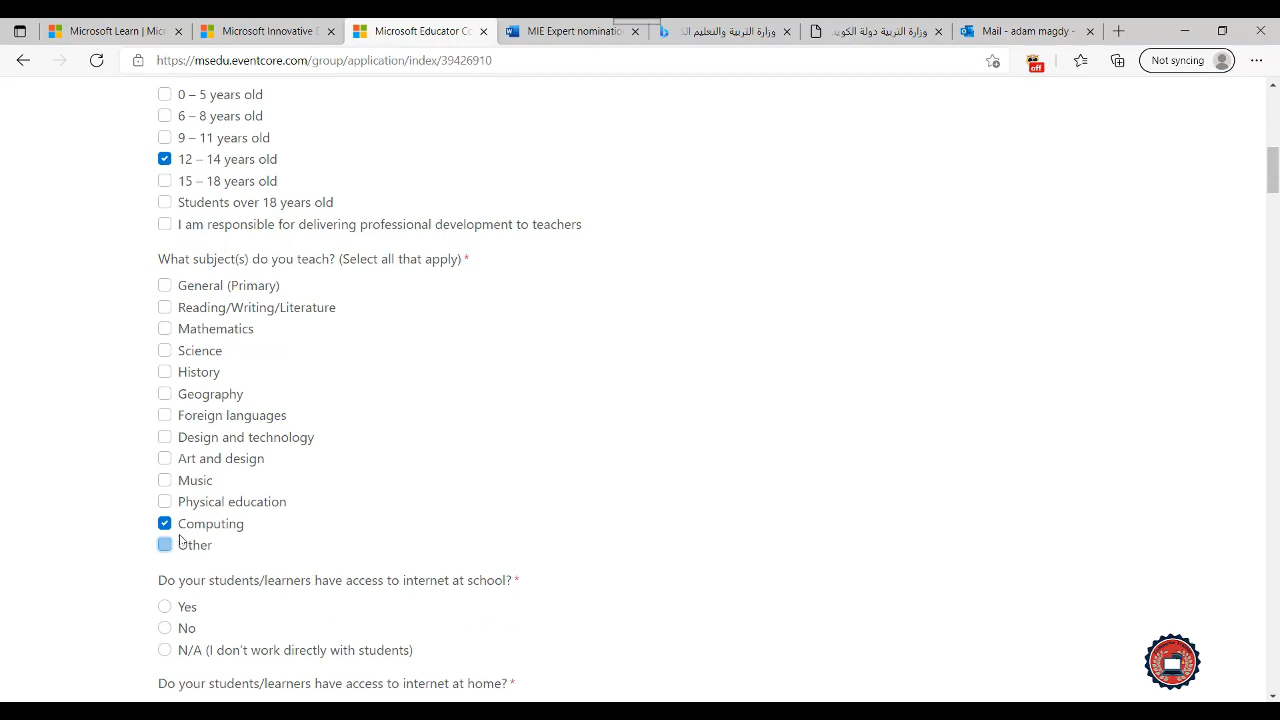 Microsoft Learn | Micr
Microsoft Innovative E
Microsoft Educator Co
MIE Expert nominatio
وزارة التربية والتعليم الك
وزارة التربية دولة الكويت
Mail - adam magdy -
https://msedu.eventcore.com/group/application/index/39426910
off
Not syncing
0 – 5 years old
6 – 8 years old
9 – 11 years old
12 – 14 years old
15 – 18 years old
Students over 18 years old
I am responsible for delivering professional development to teachers
What subject(s) do you teach? (Select all that apply) *
General (Primary)
Reading/Writing/Literature
Mathematics
Science
History
Geography
Foreign languages
Design and technology
Art and design
Music
Physical education
Computing
Other
Do your students/learners have access to internet at school? *
Yes
No
N/A (I don't work directly with students)
Do your students/learners have access to internet at home? *